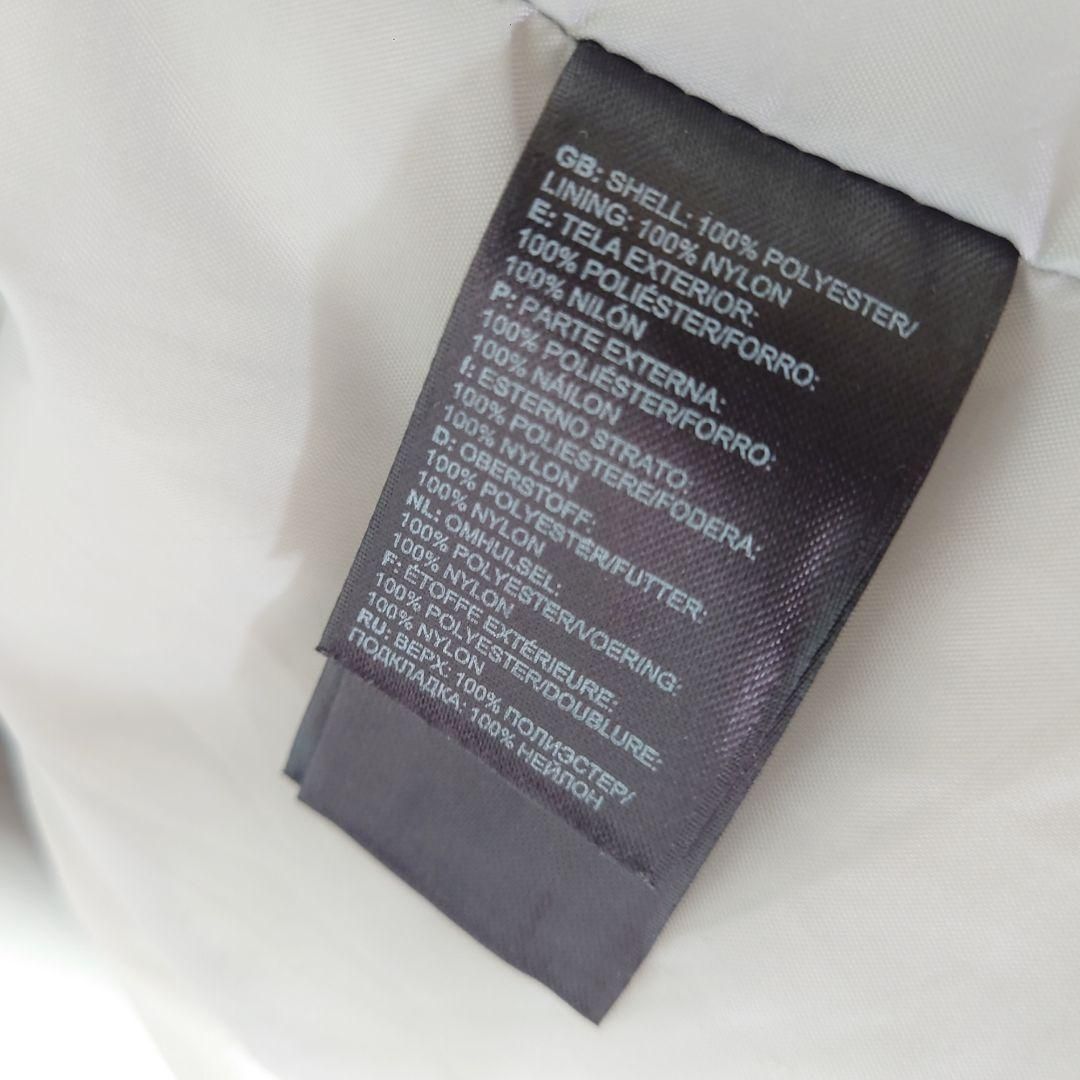 GB: SHELL: 100% POLYESTER/
LINING: 100% NYLON
E: TELA EXTERIOR:
100% POLIÉSTER/FORRO:
100% NILÓN
P: PARTE EXTERNA:
100% POLIÉSTER/FORRO:
100% NÁILON
I: ESTERNO STRATO.
100% POLIESTERE/FODERA:
100% NYLON
D: OBERSTOFF:
100% POLYESTER/FUTTER:
100% NYLON
NL: OMHULSEL:
100% POLYESTER/VOERING:
100% NYLON
F: ÉTOFFE EXTÉRIEURE:
100% POLYESTER/DOUBLURE:
100% NYLON
RU: ВЕРХ: 100% ПОЛИЭСТЕР/
ПОДКЛАДКА: 100% НЕЙЛОН